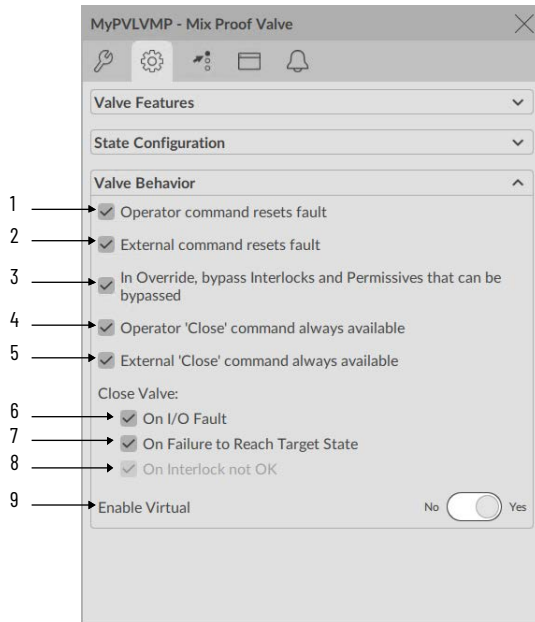 MyPVLVMP - Mix Proof Valve
Valve Features
State Configuration
Valve Behavior
1 Operator command resets fault
2 External command resets fault
3 In Override, bypass Interlocks and Permissives that can be
bypassed
4 Operator 'Close' command always available
5 External 'Close' command always available
Close Valve:
6 On I/O Fault
7 On Failure to Reach Target State
8 On Interlock not OK
9 Enable Virtual No Yes